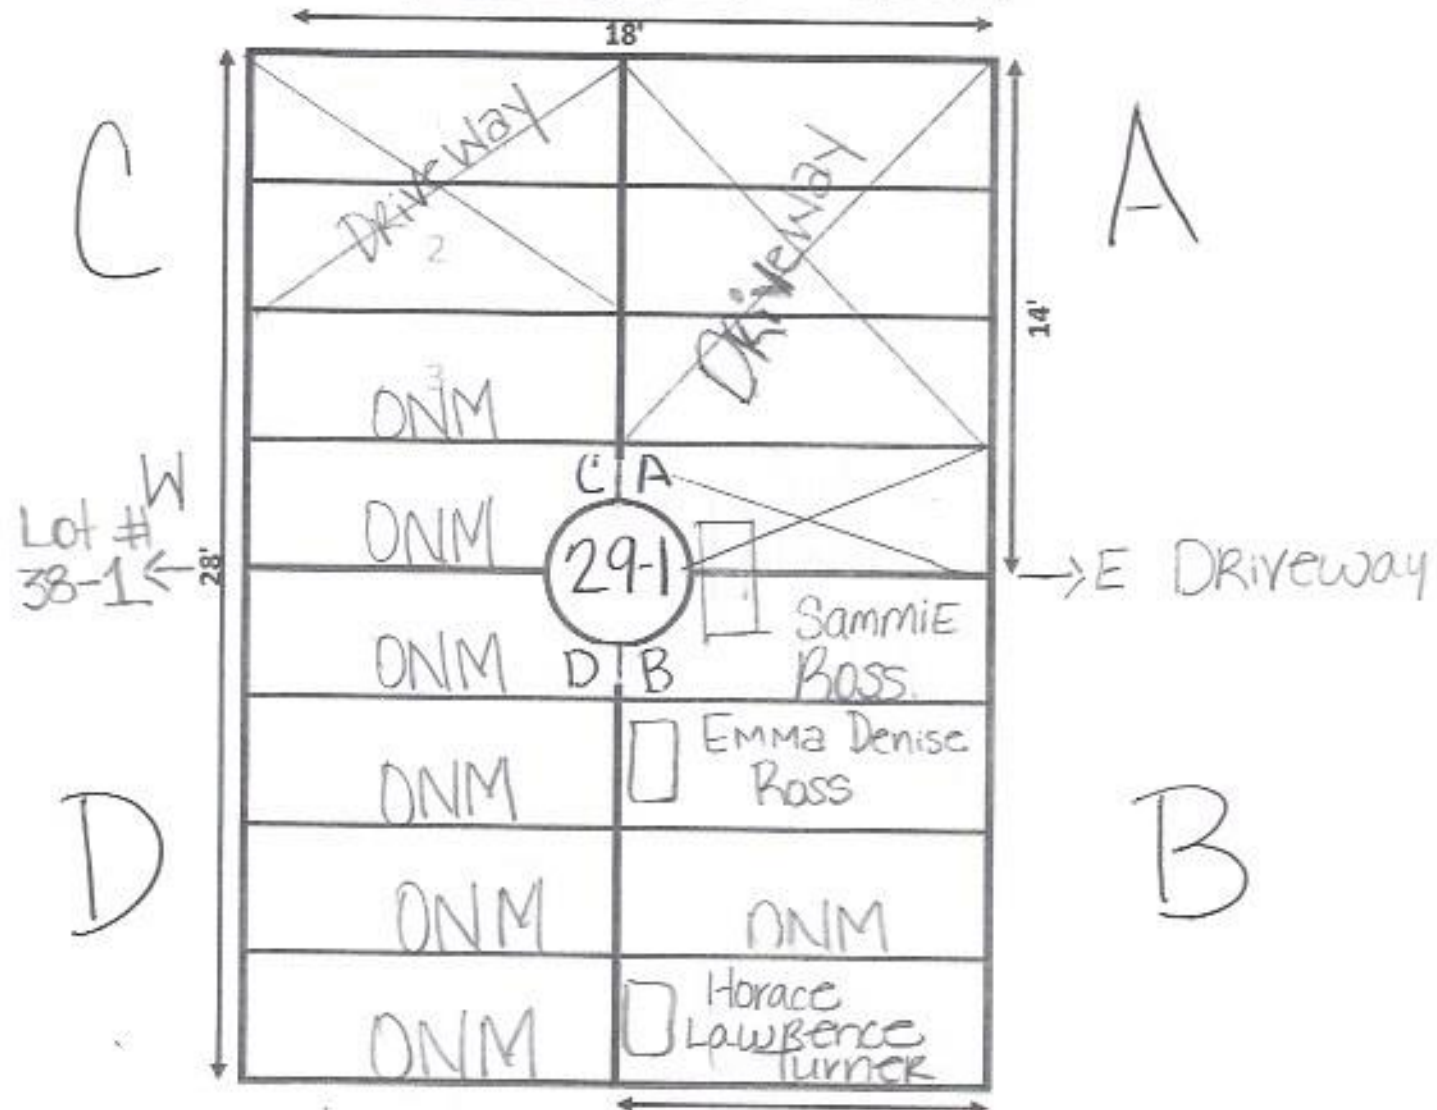 18'
C
A
Driveway
Driveway
2
14'
3
ONM
W
C A
Lot #
38-1
28'
ONM
29-1
E Driveway
ONM
D B
Sammie
Ross.
ONM
Emma Denise
Ross
D
B
ONM
ONM
ONM
Horace
Lawrence
Turner